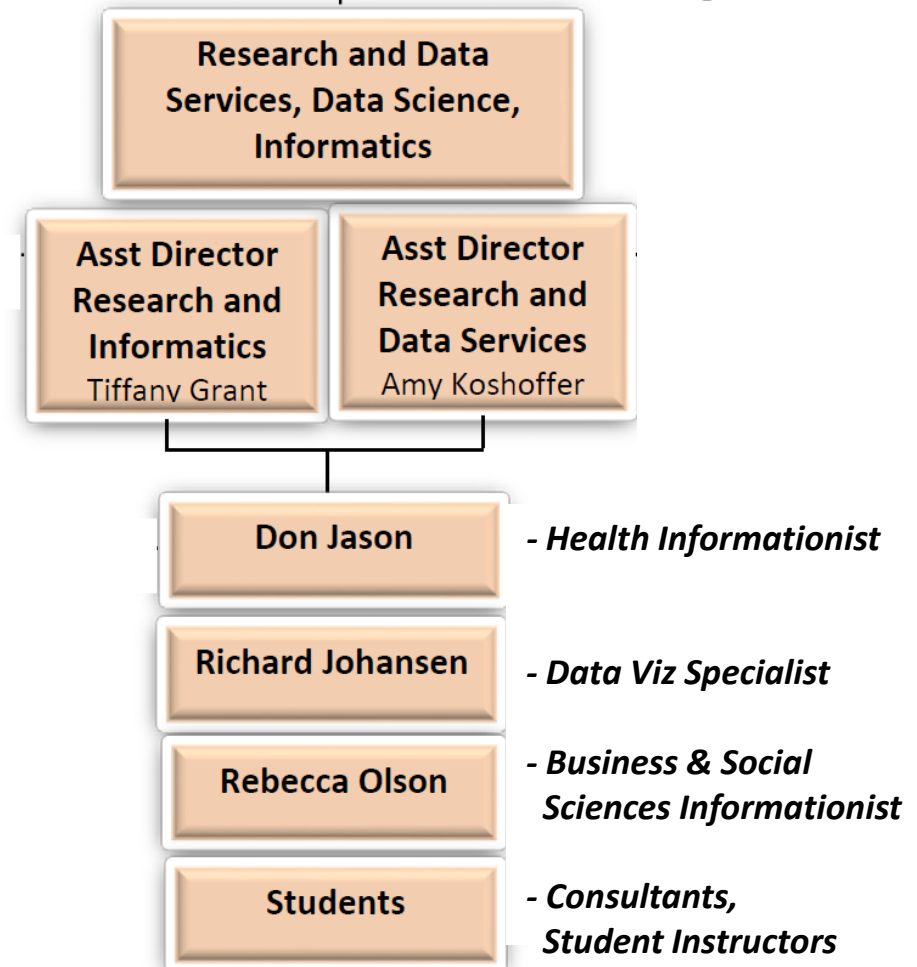 Research and Data
Services, Data Science,
Informatics
Asst Director
Research and
Informatics
Tiffany Grant
Asst Director
Research and
Data Services
Amy Koshoffer
Don Jason
- Health Informationist
Richard Johansen
- Data Viz Specialist
Rebecca Olson
- Business & Social
Sciences Informationist
Students
- Consultants,
Student Instructors